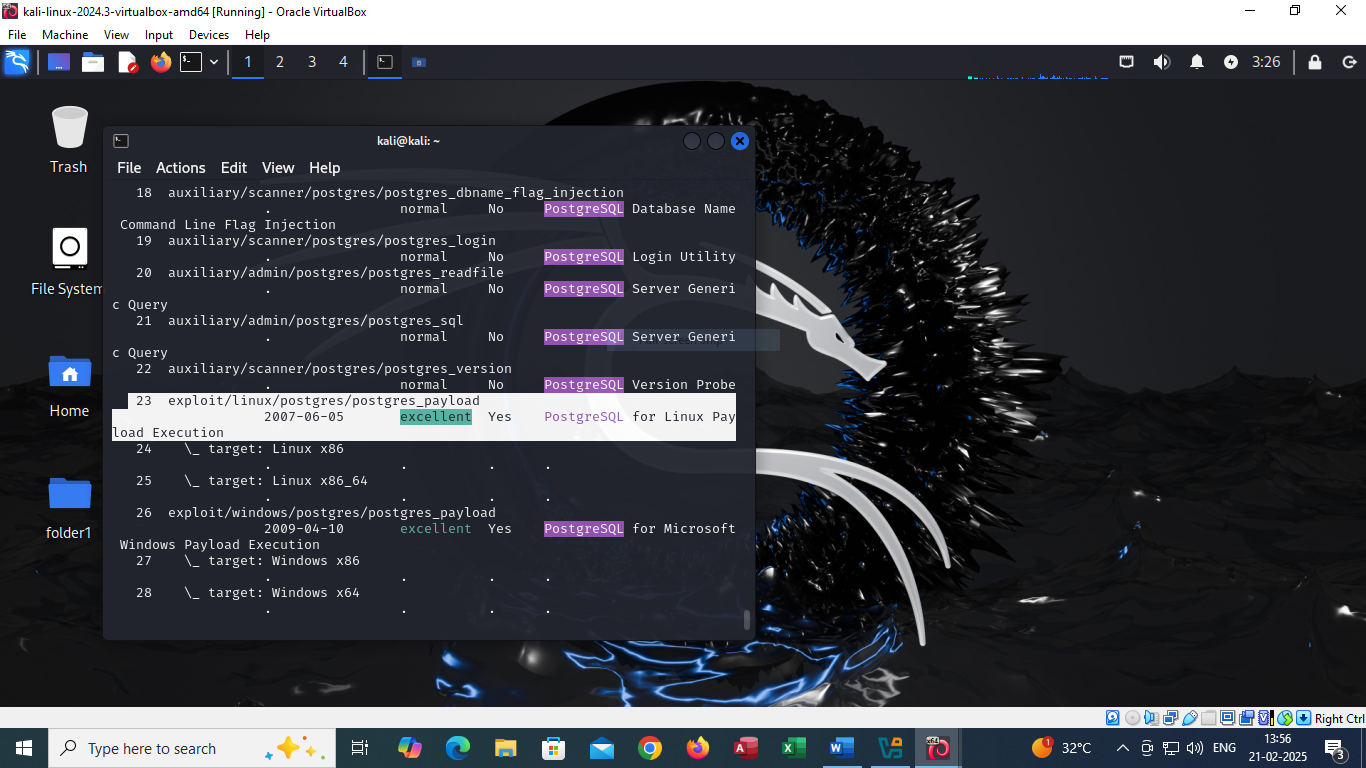 kali-linux-2024.3-virtualbox-amd64 [Running] - Oracle VirtualBox
File Machine View Input Devices Help
1 2 3 4 3:26
Trash
File System
Home
folder1
kali@kali: ~
File Actions Edit View Help
18 auxiliary/scanner/postgres/postgres_dbname_flag_injection
. normal No PostgreSQL Database Name
Command Line Flag Injection
19 auxiliary/scanner/postgres/postgres_login
. normal No PostgreSQL Login Utility
20 auxiliary/admin/postgres/postgres_readfile
. normal No PostgreSQL Server Generi
c Query
21 auxiliary/admin/postgres/postgres_sql
. normal No PostgreSQL Server Generi
c Query
22 auxiliary/scanner/postgres/postgres_version
. normal No PostgreSQL Version Probe
23 exploit/linux/postgres/postgres_payload
2007-06-05 excellent Yes PostgreSQL for Linux Pay
load Execution
24 \_ target: Linux x86
. . . .
25 \_ target: Linux x86_64
. . . .
26 exploit/windows/postgres/postgres_payload
2009-04-10 excellent Yes PostgreSQL for Microsoft
Windows Payload Execution
27 \_ target: Windows x86
. . . .
28 \_ target: Windows x64
. . . .
Right Ctrl
Type here to search
1 32°C ENG 13:56
21-02-2025 3